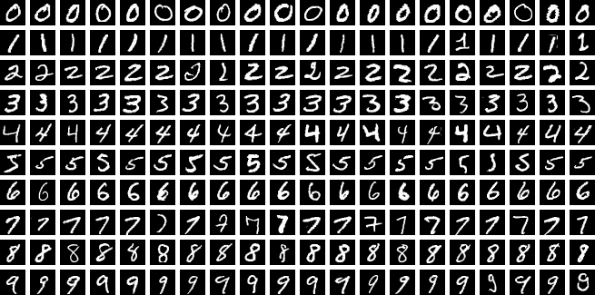 0 0 0 0 0 0 0 0 0 0 0 0 0 0 0 0 0 0 0 0
1 1 1 1 1 1 1 1 1 1 1 1 1 1 1 1 1 1 1 1
2 2 2 2 2 2 2 2 2 2 2 2 2 2 2 2 2 2 2 2
3 3 3 3 3 3 3 3 3 3 3 3 3 3 3 3 3 3 3 3
4 4 4 4 4 4 4 4 4 4 4 4 4 4 4 4 4 4 4 4
5 5 5 5 5 5 5 5 5 5 5 5 5 5 5 5 5 5 5 5
6 6 6 6 6 6 6 6 6 6 6 6 6 6 6 6 6 6 6 6
7 7 7 7 7 7 7 7 7 7 7 7 7 7 7 7 7 7 7 7
8 8 8 8 8 8 8 8 8 8 8 8 8 8 8 8 8 8 8 8
9 9 9 9 9 9 9 9 9 9 9 9 9 9 9 9 9 9 9 9